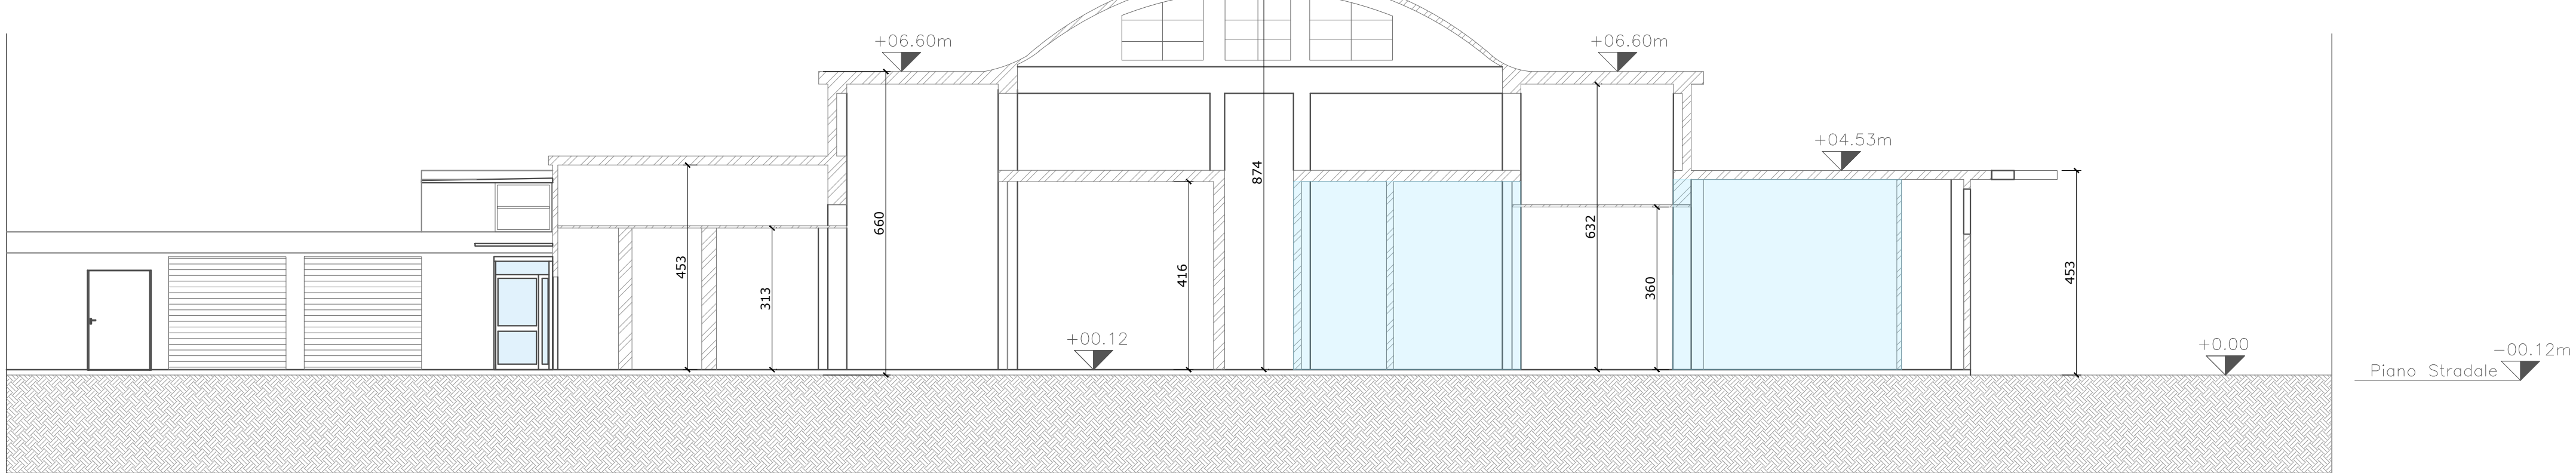 +06.60m
+06.60m
+04.53m
874
660
632
453
313
416
360
453
+00.12
+0.00
-00.12m
Piano Stradale